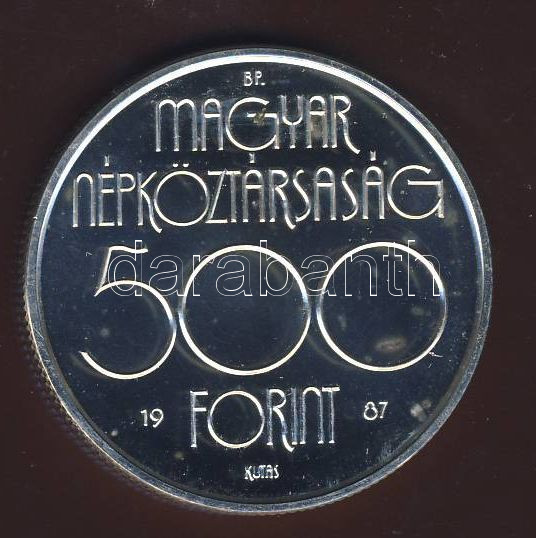 BP.
MAGYAR
NÉPKÖZTÁRSASÁG
500
darabanth
19 FORINT 87
KUTAS